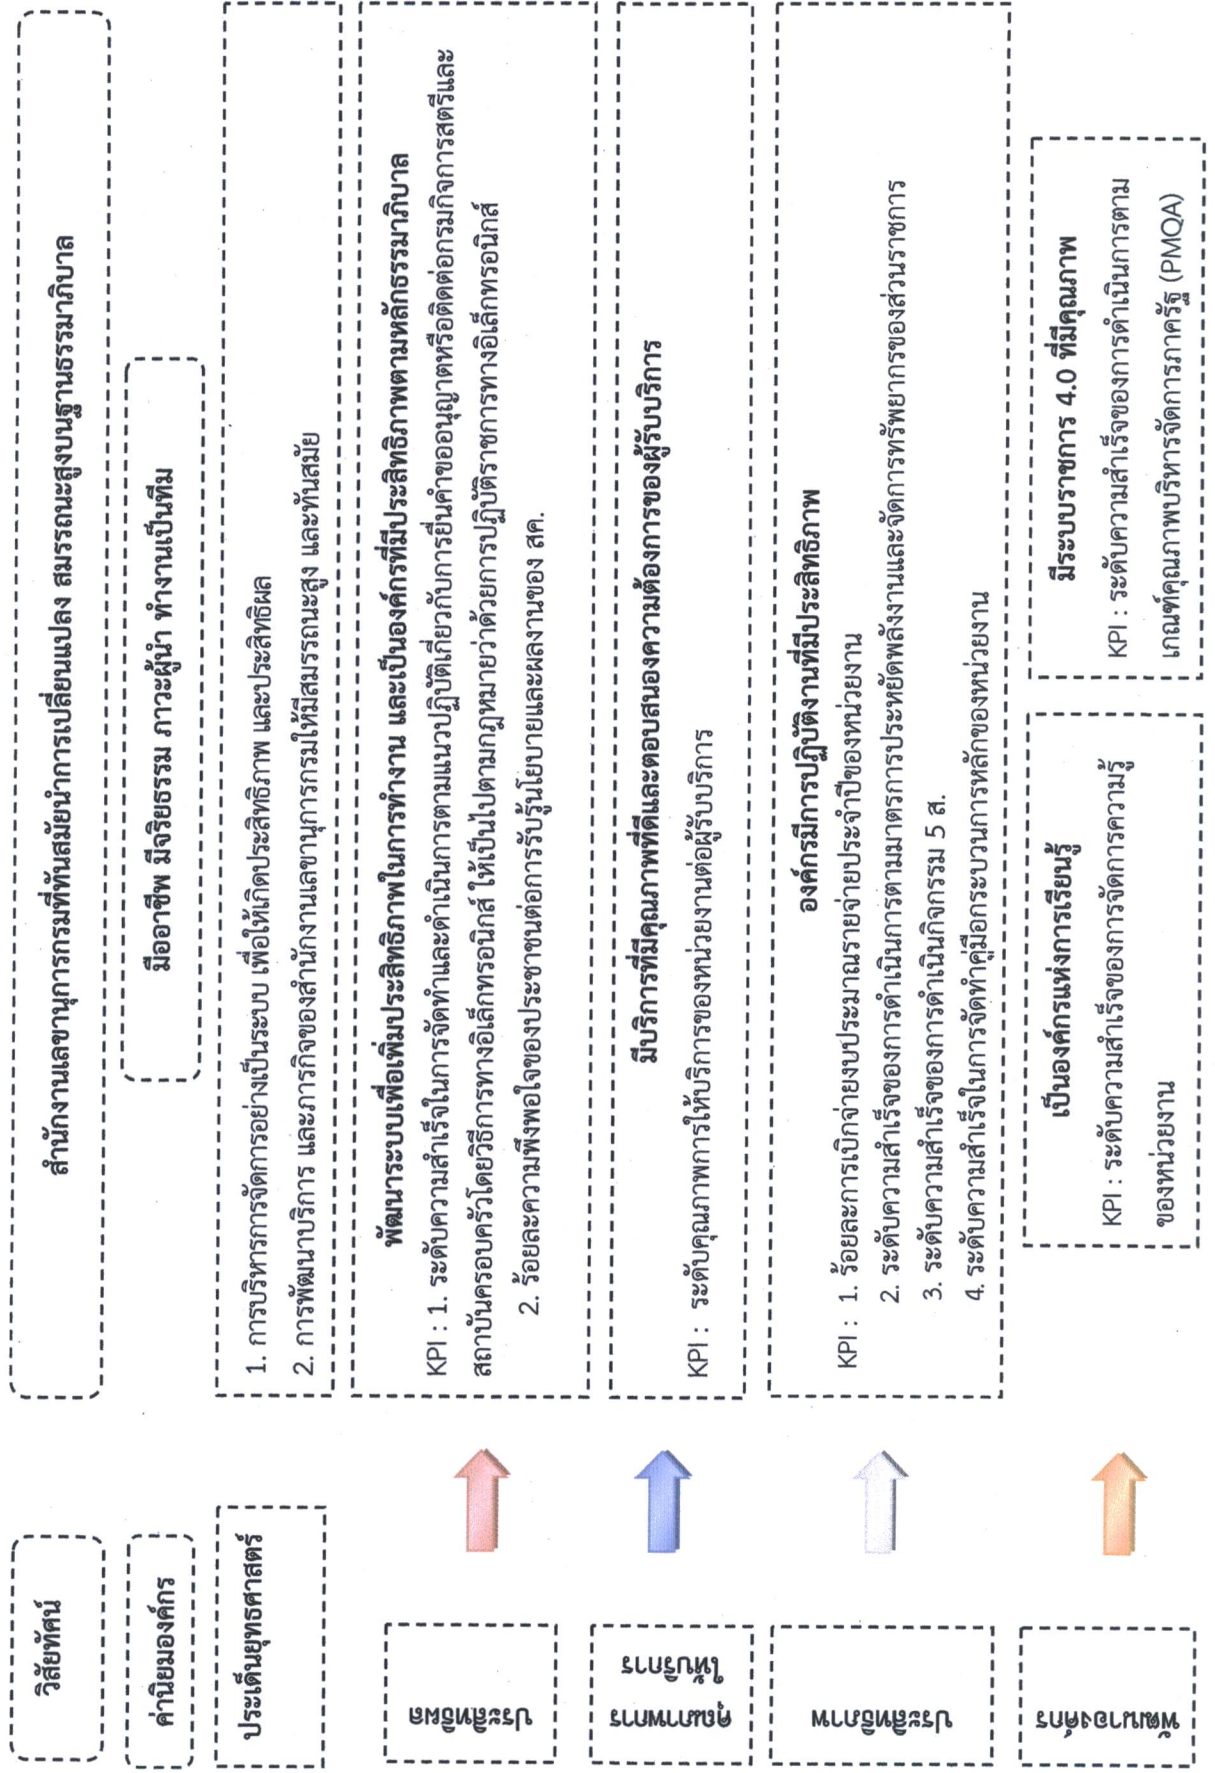 วิสัยทัศน์
สำนักงานเลขานุการกรมที่ทันสมัยนำการเปลี่ยนแปลง สมรรถนะสูงบนฐานธรรมาภิบาล
ค่านิยมองค์กร
มืออาชีพ มีจริยธรรม ภาวะผู้นำ ทำงานเป็นทีม
ประเด็นยุทธศาสตร์
1. การบริหารการจัดการอย่างเป็นระบบ เพื่อให้เกิดประสิทธิภาพ และประสิทธิผล
2. การพัฒนาบริการ และภารกิจของสำนักงานเลขานุการกรมให้มีสมรรถนะสูง และทันสมัย
ประสิทธิผล
พัฒนาระบบเพื่อเพิ่มประสิทธิภาพในการทำงาน และเป็นองค์กรที่มีประสิทธิภาพตามหลักธรรมาภิบาล
KPI : 1. ระดับความสำเร็จในการจัดทำและดำเนินการตามแนวปฏิบัติเกี่ยวกับการยื่นคำขออนุญาตหรือติดต่อกรมกิจการสตรีและ
สถาบันครอบครัวโดยวิธีการทางอิเล็กทรอนิกส์ ให้เป็นไปตามกฎหมายว่าด้วยการปฏิบัติราชการทางอิเล็กทรอนิกส์
2. ร้อยละความพึงพอใจของประชาชนต่อการรับรู้นโยบายและผลงานของ สค.
คุณภาพการ
ให้บริการ
มีบริการที่มีคุณภาพที่ดีและตอบสนองความต้องการของผู้รับบริการ
KPI : ระดับคุณภาพการให้บริการของหน่วยงานต่อผู้รับบริการ
ประสิทธิภาพ
องค์กรมีการปฏิบัติงานที่มีประสิทธิภาพ
KPI : 1. ร้อยละการเบิกจ่ายงบประมาณรายจ่ายประจำปีของหน่วยงาน
2. ระดับความสำเร็จของการดำเนินการตามมาตรการประหยัดพลังงานและจัดการทรัพยากรของส่วนราชการ
3. ระดับความสำเร็จของการดำเนินกิจกรรม 5 ส.
4. ระดับความสำเร็จในการจัดทำคู่มือกระบวนการหลักของหน่วยงาน
พัฒนาองค์กร
เป็นองค์กรแห่งการเรียนรู้
KPI : ระดับความสำเร็จของการจัดการความรู้
ของหน่วยงาน
มีระบบราชการ 4.0 ที่มีคุณภาพ
KPI : ระดับความสำเร็จของการดำเนินการตาม
เกณฑ์คุณภาพบริหารจัดการภาครัฐ (PMQA)